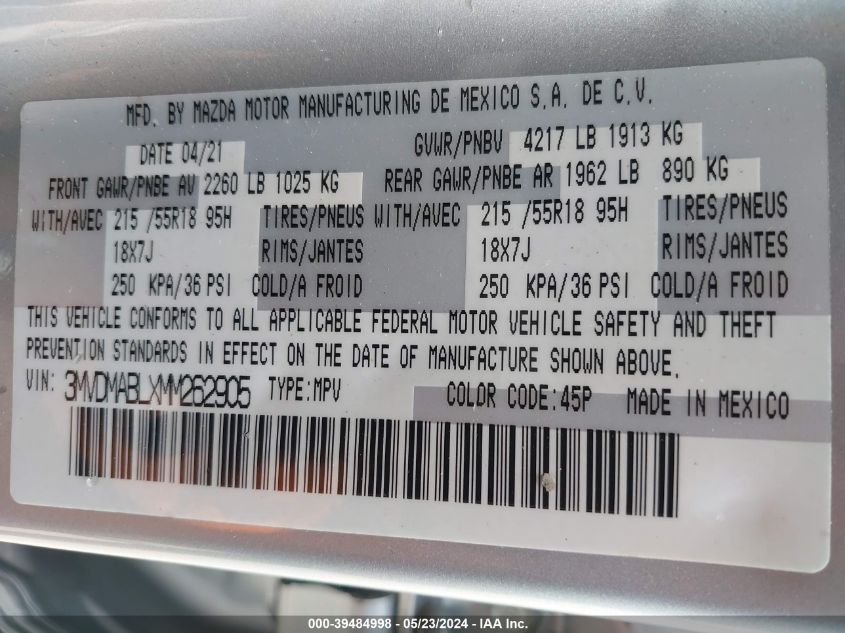 MFD. BY MAZDA MOTOR MANUFACTURING DE MEXICO S.A. DE C.V.
DATE 04/21 GVWR/PNBV 4217 LB 1913 KG
FRONT GAWR/PNBE AV 2260 LB 1025 KG REAR GAWR/PNBE AR 1962 LB 890 KG
WITH/AVEC 215 /55R18 95H TIRES/PNEUS WITH/AVEC 215 /55R18 95H TIRES/PNEUS
18X7J RIMS/JANTES 18X7J RIMS/JANTES
250 KPA/36 PSI COLD/A FROID 250 KPA/36 PSI COLD/A FROID
THIS VEHICLE CONFORMS TO ALL APPLICABLE FEDERAL MOTOR VEHICLE SAFETY AND THEFT
PREVENTION STANDARDS IN EFFECT ON THE DATE OF MANUFACTURE SHOWN ABOVE.
VIN: 3MVDMABLXMM262905 TYPE:MPV COLOR CODE:45P MADE IN MEXICO
000-39484998 - 05/23/2024 - IAA Inc.